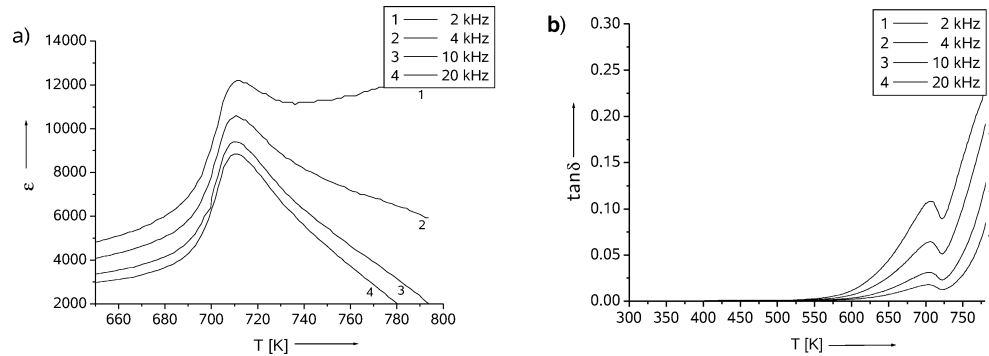 a)
1 2 kHz
2 4 kHz
3 10 kHz
4 20 kHz
14000
12000
10000
8000
6000
4000
2000
ε
1
2
3
4
660 680 700 720 740 760 780 800
T [K]
b)
1 2 kHz
2 4 kHz
3 10 kHz
4 20 kHz
0.30
0.25
0.20
0.15
0.10
0.05
0.00
tanδ
300 350 400 450 500 550 600 650 700 750
T [K]